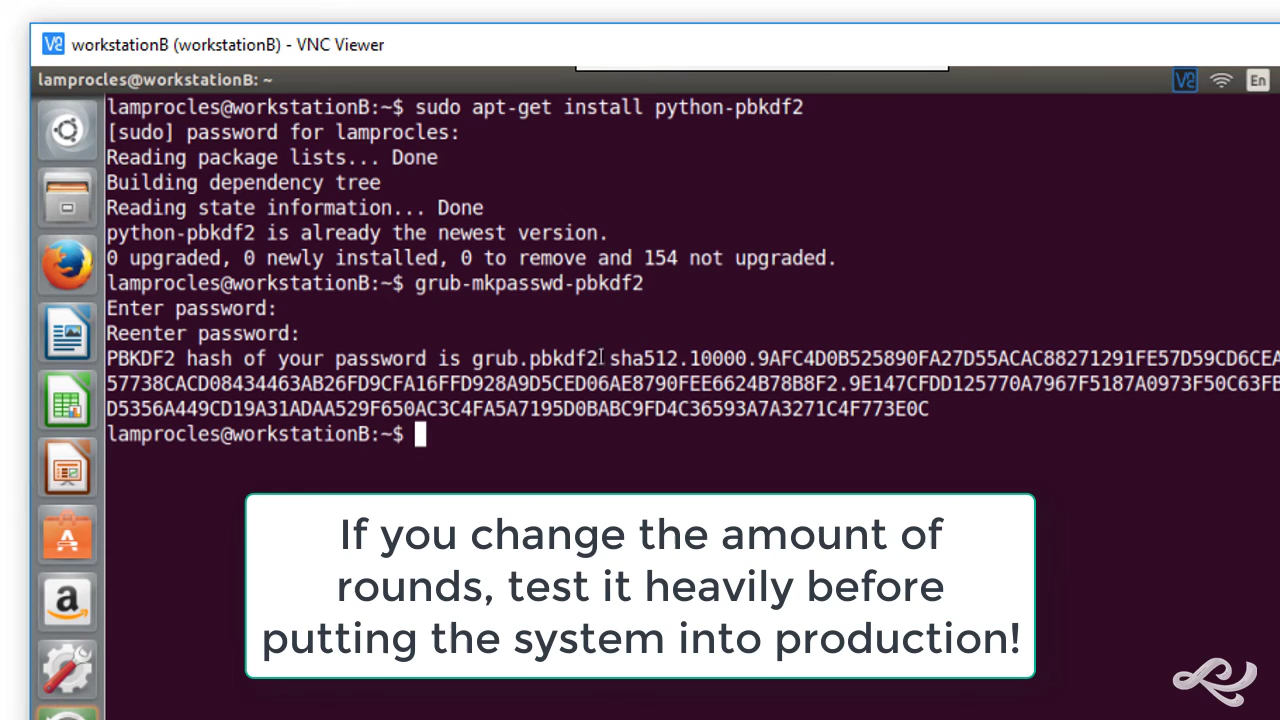 workstationB (workstationB) - VNC Viewer
lamprocles@workstationB: ~
En
lamprocles@workstationB:~$ sudo apt-get install python-pbkdf2
[sudo] password for lamprocles:
Reading package lists... Done
Building dependency tree
Reading state information... Done
python-pbkdf2 is already the newest version.
0 upgraded, 0 newly installed, 0 to remove and 154 not upgraded.
lamprocles@workstationB:~$ grub-mkpasswd-pbkdf2
Enter password:
Reenter password:
PBKDF2 hash of your password is grub.pbkdf2.sha512.10000.9AFC4D0B525890FA27D55ACAC88271291FE57D59CD6CEA
57738CACD08434463AB26FD9CFA16FFD928A9D5CED06AE8790FEE6624B78B8F2.9E147CFDD125770A7967F5187A0973F50C63FB
D5356A449CD19A31ADAA529F650AC3C4FA5A7195D0BABC9FD4C36593A7A3271C4F773E0C
lamprocles@workstationB:~$
If you change the amount of
rounds, test it heavily before
putting the system into production!